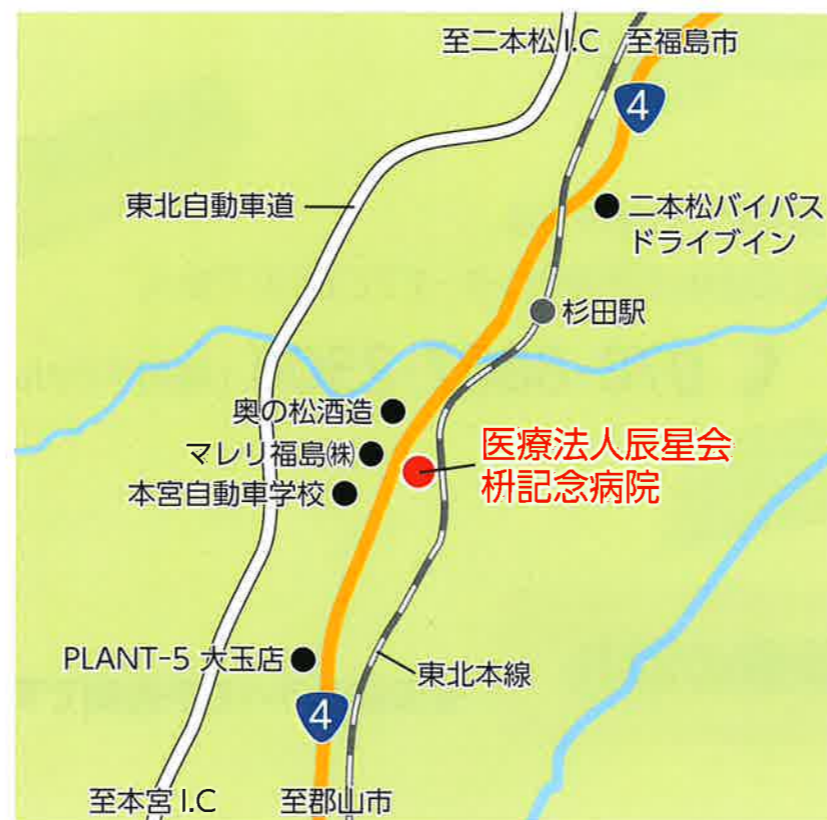 至二本松I.C
至福島市
4
東北自動車道
二本松バイパス
ドライブイン
杉田駅
奥の松酒造
マレリ福島㈱
本宮自動車学校
医療法人辰星会
枡記念病院
PLANT-5 大玉店
東北本線
4
至本宮I.C
至郡山市